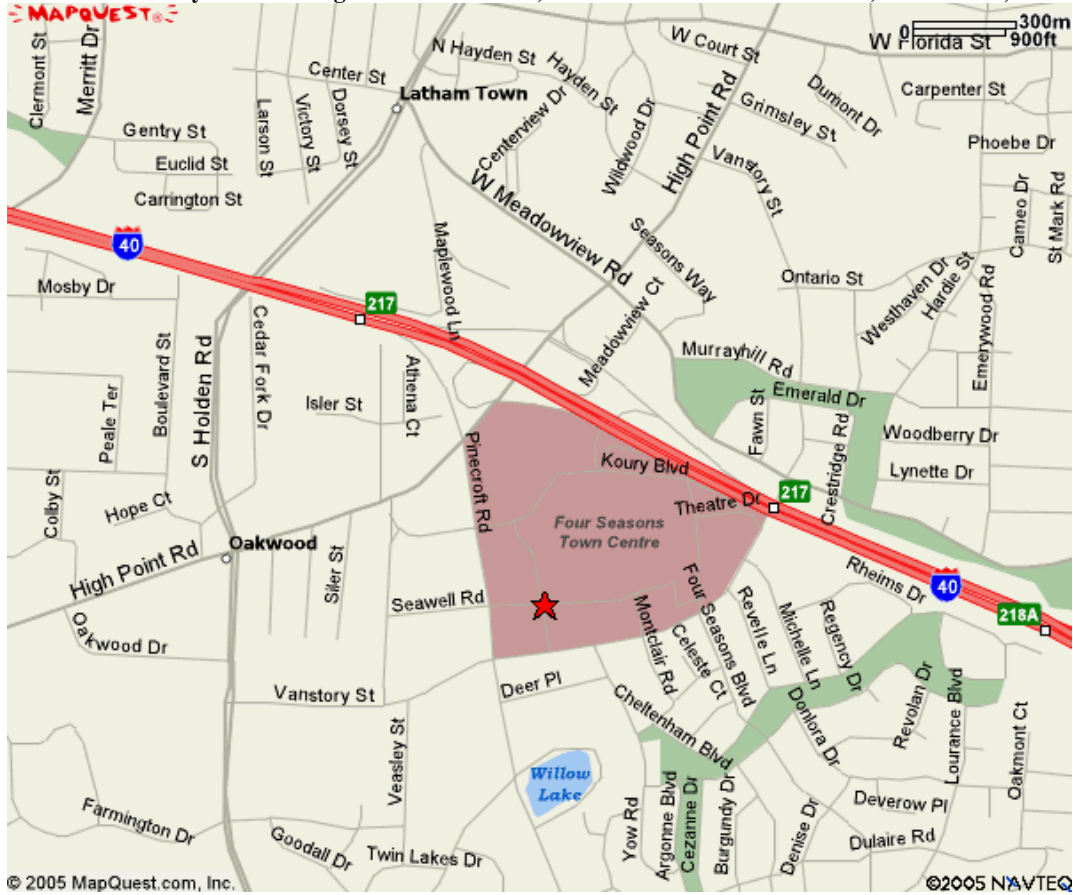 MAPQUEST
300m
0
900ft
W Florida St
W Court St
N Hayden St
Hayden St
Center St
Latham Town
Clermont St
Merritt Dr
Larson St
Victory St
Dorsey St
Centerview Dr
Wildwood Dr
High Point Rd
Grimsley St
Dumont Dr
Carpenter St
Phoebe Dr
Gentry St
Euclid St
Carrington St
Vanstory St
W Meadowview Rd
Cameo Dr
St Mark Rd
40
Maplewood Ln
Seasons Way
Meadowview Ct
Ontario St
Westhaven Dr
Hardie St
Emerywood Rd
Mosby Dr
217
Boulevard St
S Holden Rd
Cedar Fork Dr
Peale Ter
Isler St
Athena Ct
Murrayhill Rd
Emerald Dr
Fawn St
Crestridge Rd
Woodberry Dr
Lynette Dr
Pinecroft Rd
Koury Blvd
Theatre Dr
217
Four Seasons
Town Centre
Colby St
Hope Ct
High Point Rd
Oakwood
Siler St
Seawell Rd
Rheims Dr
40
218A
Oakwood Dr
Montclair Rd
Celeste Ct
Four Seasons Blvd
Revelle Ln
Michelle Ln
Regency Dr
Vanstory St
Deer Pl
Cheltenham Blvd
Donlora Dr
Revolan Dr
Lourance Blvd
Oakmont Ct
Veasley St
Willow
Lake
Yow Rd
Argonne Blvd
Cezanne Dr
Burgundy Dr
Denise Dr
Deverow Pl
Dulaire Rd
Farmington Dr
Goodall Dr
Twin Lakes Dr
© 2005 MapQuest.com, Inc.
©2005 NAVTEQ